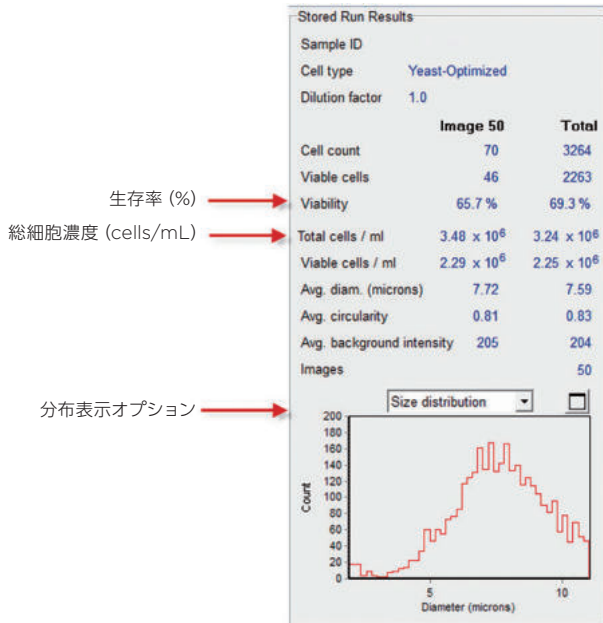 Stored Run Results
Sample ID
Cell type Yeast-Optimized
Dilution factor 1.0
Image 50 Total
Cell count 70 3264
Viable cells 46 2263
生存率 (%)
Viability 65.7 % 69.3 %
総細胞濃度 (cells/mL)
Total cells / ml 3.48 x 10⁶ 3.24 x 10⁶
Viable cells / ml 2.29 x 10⁶ 2.25 x 10⁶
Avg. diam. (microns) 7.72 7.59
Avg. circularity 0.81 0.83
Avg. background intensity 205 204
Images 50
分布表示オプション
Size distribution
200
180
160
140
120
100
80
60
40
20
0
Count
5 10
Diameter (microns)